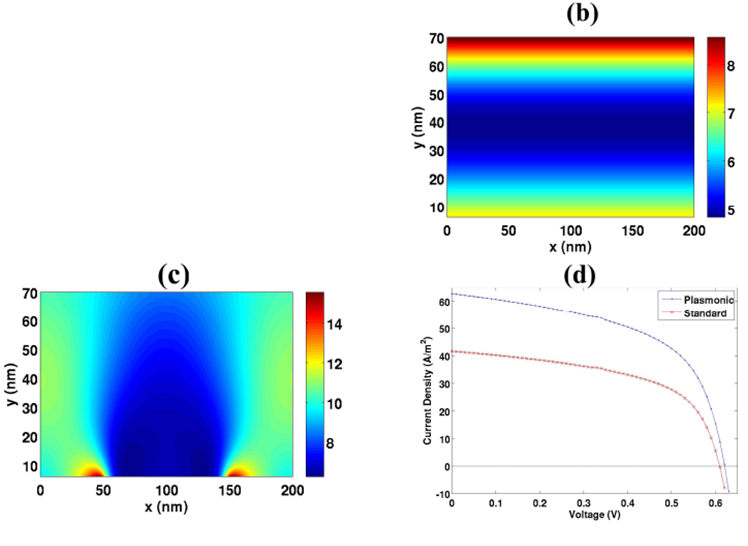 (b)
70
60
50
40
30
20
10
y (nm)
0 50 100 150 200
x (nm)
8
7
6
5
(c)
70
60
50
40
30
20
10
y (nm)
0 50 100 150 200
x (nm)
14
12
10
8
(d)
60
50
40
30
20
10
0
-10
Current Density (A/m²)
0 0.1 0.2 0.3 0.4 0.5 0.6
Voltage (V)
Plasmonic
Standard